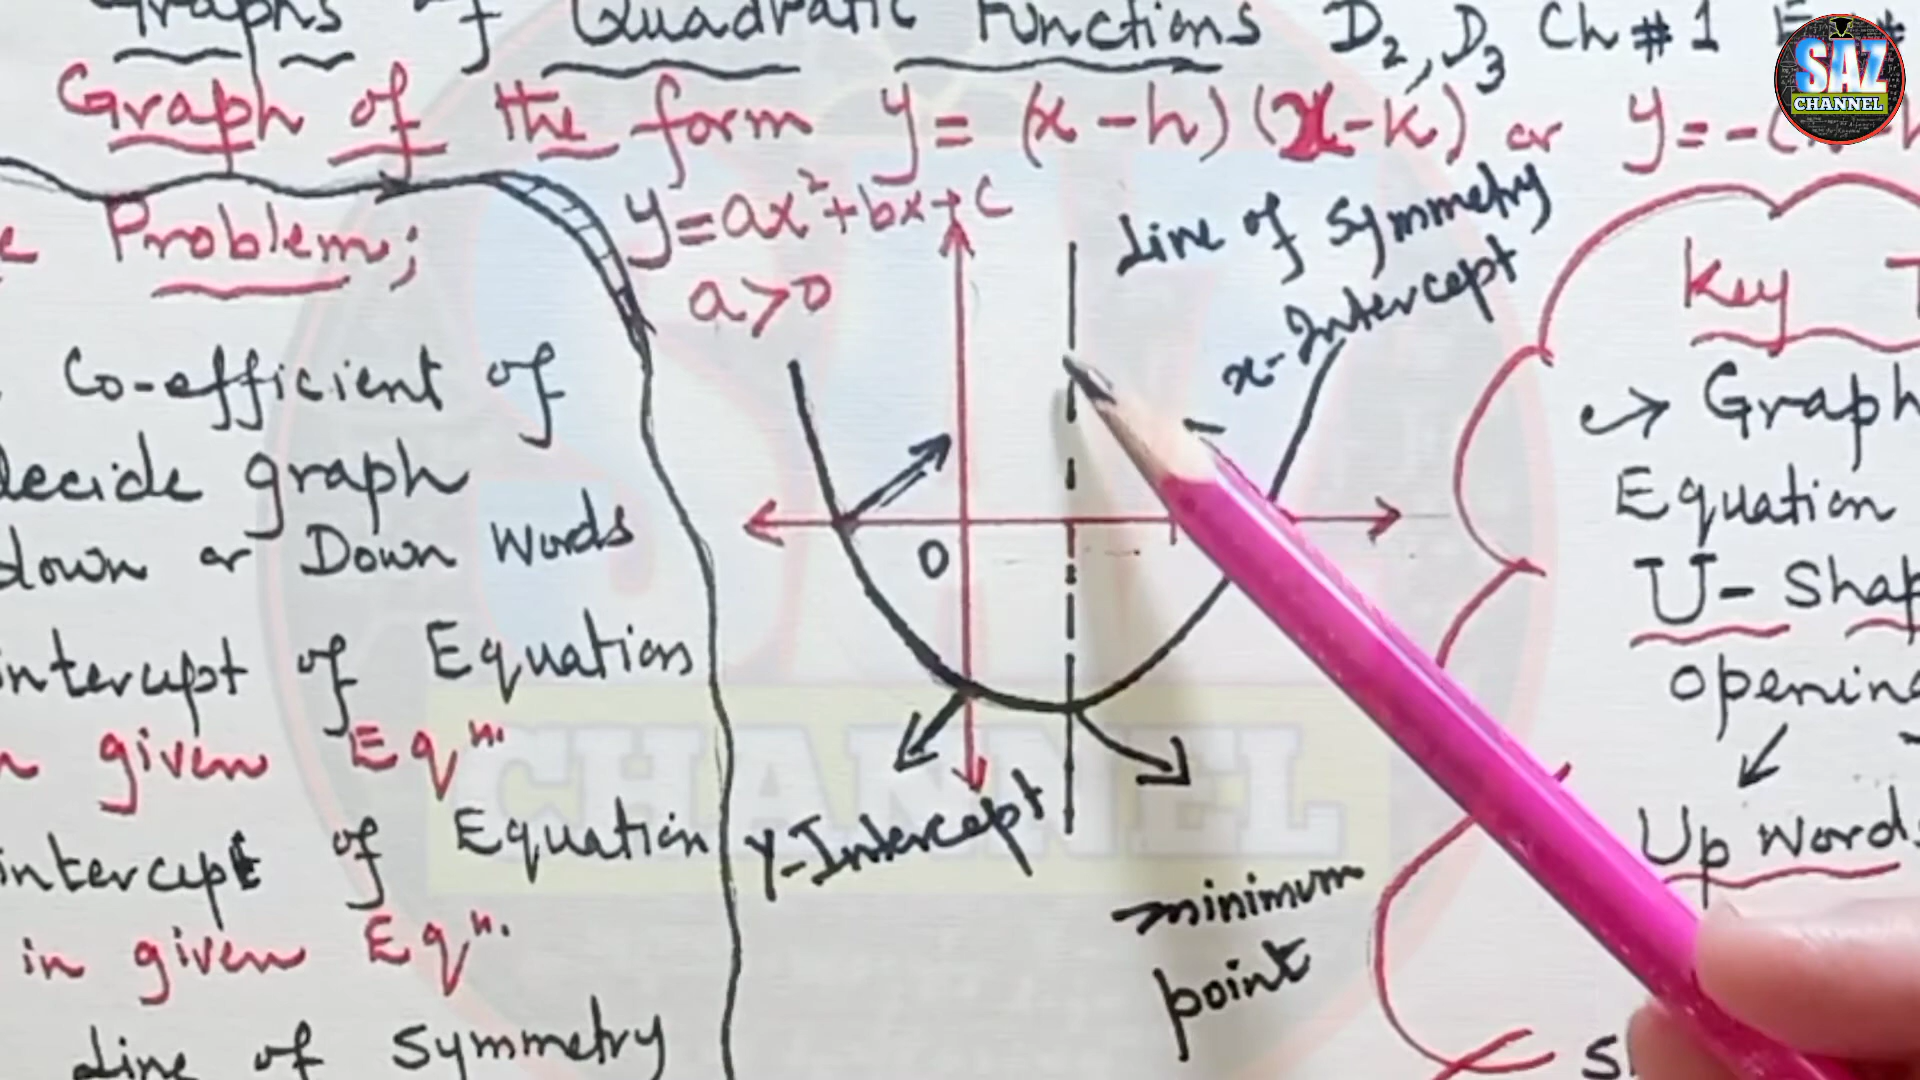 Graphs of Quadratic Functions D2, D3 Ch #1
Graph of the form y = (x-h)(x-k) or y = -(
Problem;
Co-efficient of
decide graph
down or Down Words
intercept of Equation
given Eqn.
intercept of Equation
in given Eqn.
Line of Symmetry
y = ax²+bx+c
a>0
Line of Symmetry
x-Intercept
O
Y-Intercept
minimum
point
Key
Graph
Equation
U-Shap
opening
Up Words
SAZ
CHANNEL
CHANNEL